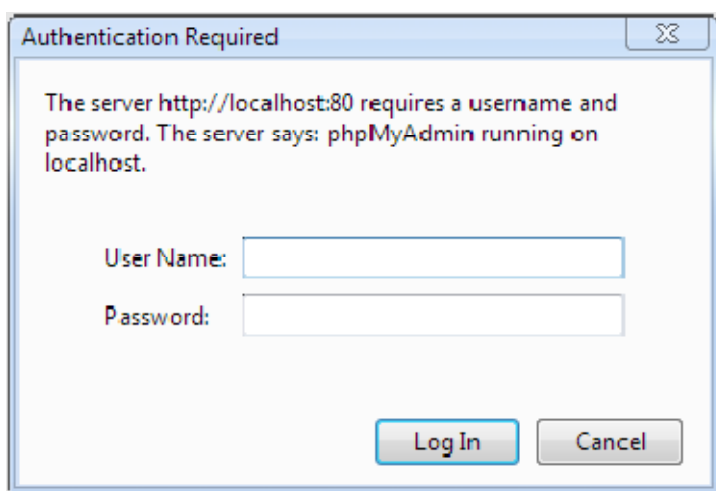 Authentication Required
The server http://localhost:80 requires a username and
password. The server says: phpMyAdmin running on
localhost.
User Name:
Password:
Log In
Cancel